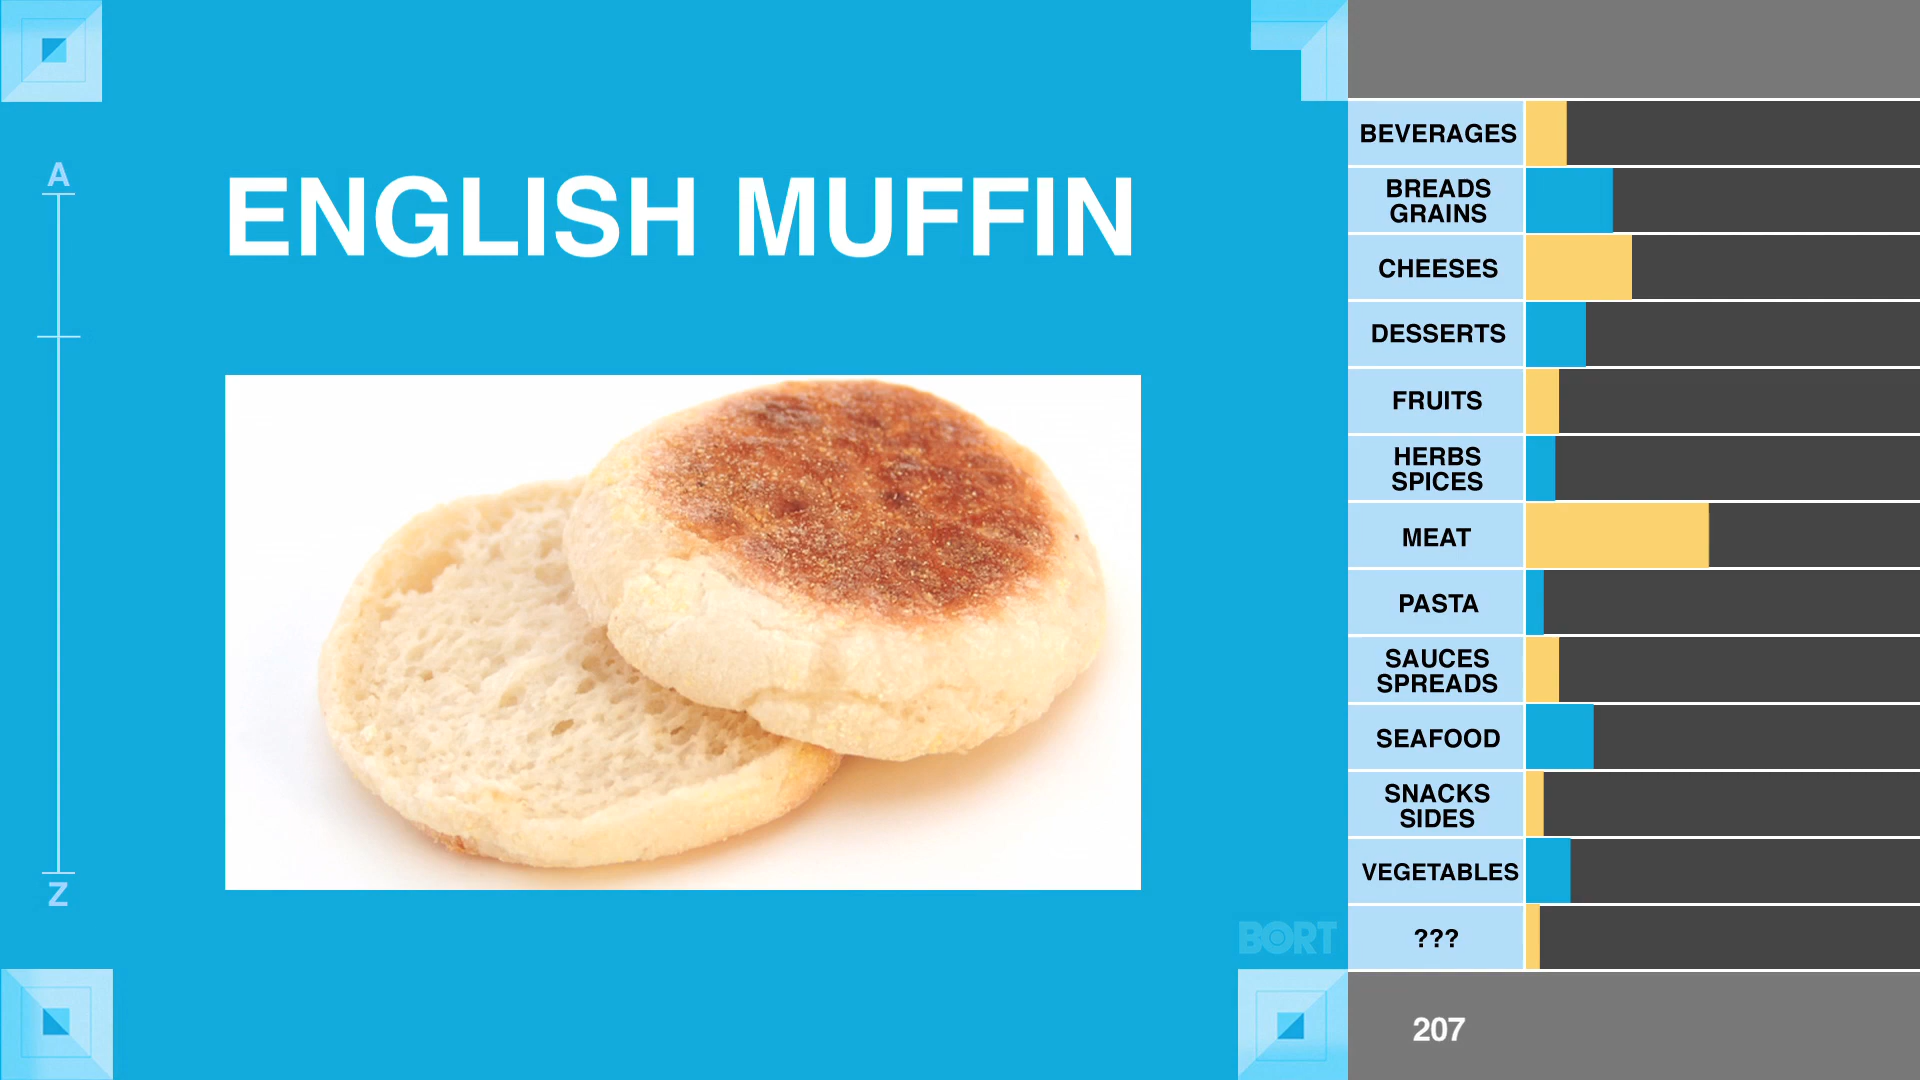 A
Z
ENGLISH MUFFIN
BORT
BEVERAGES
BREADS
GRAINS
CHEESES
DESSERTS
FRUITS
HERBS
SPICES
MEAT
PASTA
SAUCES
SPREADS
SEAFOOD
SNACKS
SIDES
VEGETABLES
???
207